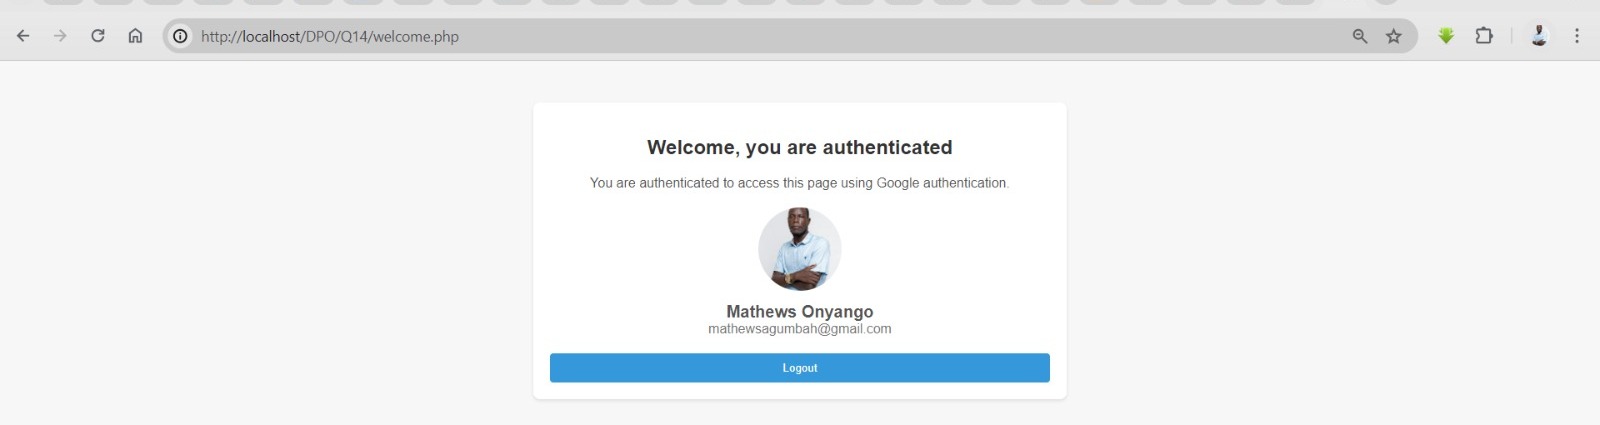 http://localhost/DPO/Q14/welcome.php
Welcome, you are authenticated
You are authenticated to access this page using Google authentication.
Mathews Onyango
mathewsagumbah@gmail.com
Logout